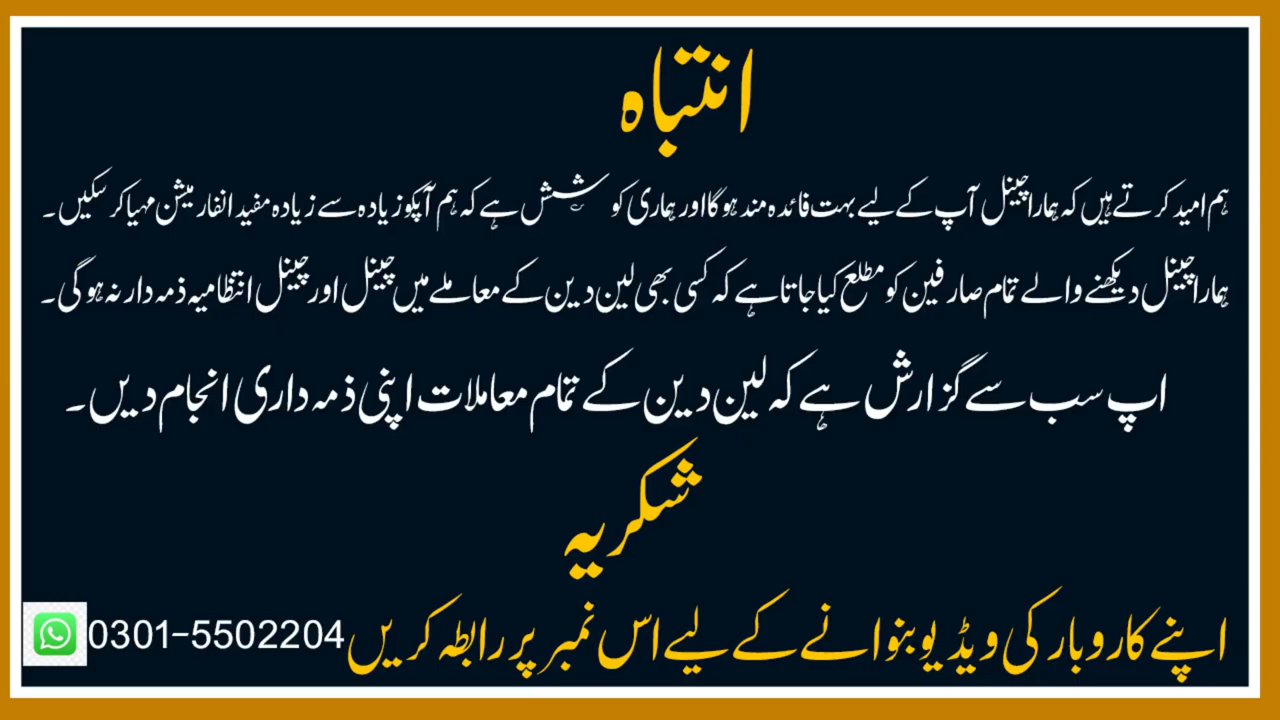 انتباہ
ہم امید کرتے ہیں کہ ہمارا چینل آپ کے لیے بہت فائدہ مند ہوگا اور ہماری کوشش ہے کہ ہم آپکو زیادہ سے زیادہ مفید انفارمیشن مہیا کر سکیں۔
ہمارا چینل دیکھنے والے تمام صارفین کو مطلع کیا جاتا ہے کہ کسی بھی لین دین کے معاملے میں چینل اور چینل انتظامیہ ذمہ دار نہ ہوگی۔
اپ سب سے گزارش ہے کہ لین دین کے تمام معاملات اپنی ذمہ داری انجام دیں۔
شکریہ
اپنے کاروبار کی ویڈیو بنوانے کے لیے اس نمبر پر رابطہ کریں 0301-5502204